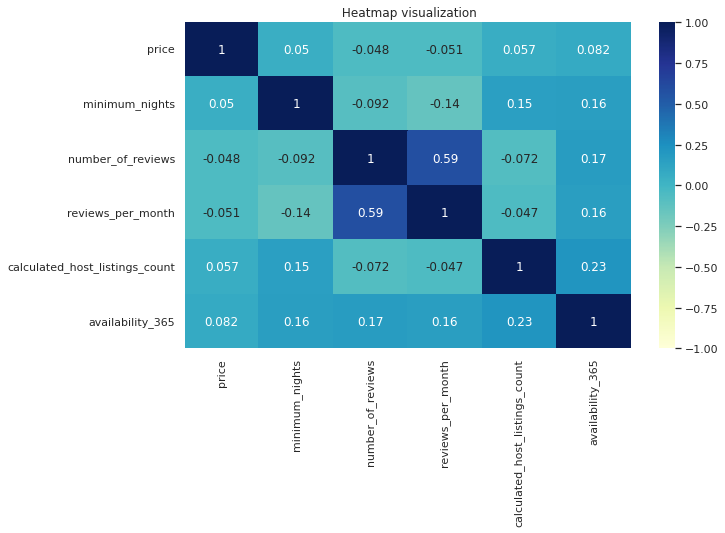 Heatmap visualization
price 1 0.05 -0.048 -0.051 0.057 0.082
minimum_nights 0.05 1 -0.092 -0.14 0.15 0.16
number_of_reviews -0.048 -0.092 1 0.59 -0.072 0.17
reviews_per_month -0.051 -0.14 0.59 1 -0.047 0.16
calculated_host_listings_count 0.057 0.15 -0.072 -0.047 1 0.23
availability_365 0.082 0.16 0.17 0.16 0.23 1
price
minimum_nights
number_of_reviews
reviews_per_month
calculated_host_listings_count
availability_365
1.00
0.75
0.50
0.25
0.00
−0.25
−0.50
−0.75
−1.00